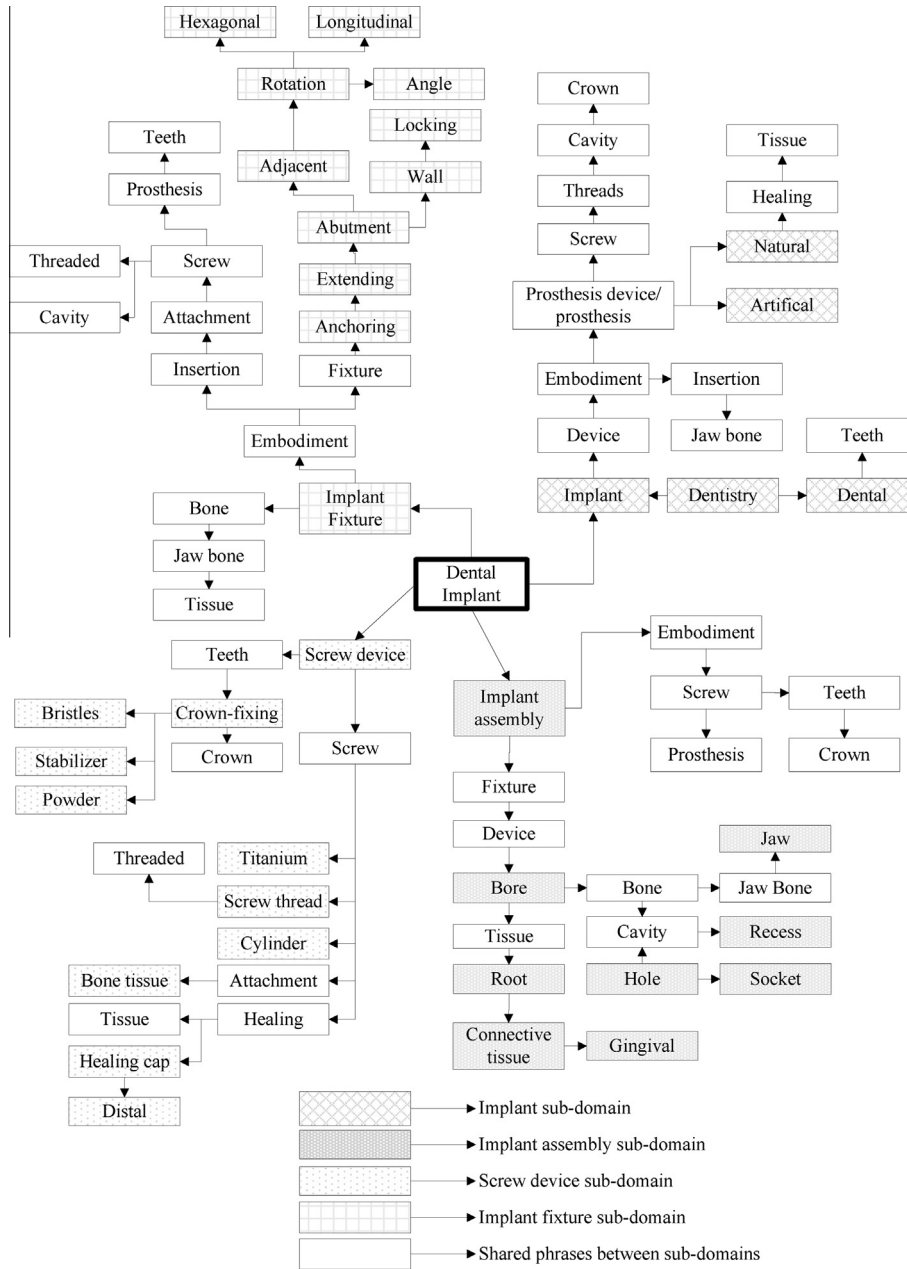 Hexagonal
Longitudinal
Rotation
Angle
Crown
Locking
Teeth
Cavity
Tissue
Adjacent
Wall
Prosthesis
Threads
Healing
Abutment
Screw
Natural
Threaded
Screw
Extending
Prosthesis device/
prosthesis
Artifical
Cavity
Attachment
Anchoring
Insertion
Fixture
Embodiment
Insertion
Embodiment
Device
Jaw bone
Teeth
Bone
Implant
Fixture
Implant
Dentistry
Dental
Jaw bone
Dental
Implant
Tissue
Embodiment
Teeth
Screw device
Implant
assembly
Screw
Teeth
Bristles
Crown-fixing
Stabilizer
Crown
Screw
Prosthesis
Crown
Powder
Fixture
Device
Jaw
Threaded
Titanium
Bore
Bone
Jaw Bone
Screw thread
Tissue
Cavity
Recess
Cylinder
Bone tissue
Attachment
Root
Hole
Socket
Tissue
Healing
Connective
tissue
Gingival
Healing cap
Distal
Implant sub-domain
Implant assembly sub-domain
Screw device sub-domain
Implant fixture sub-domain
Shared phrases between sub-domains